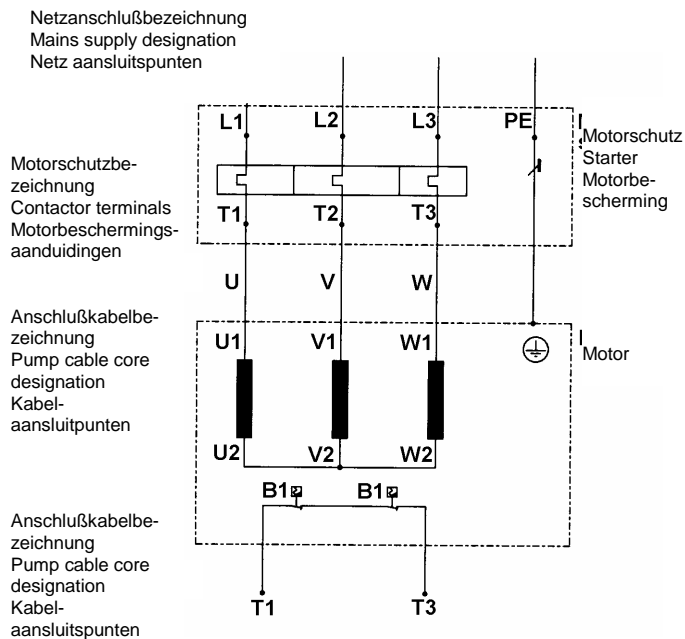 Netzanschlußbezeichnung
Mains supply designation
Netz aansluitspunten
L1 L2 L3 PE
Motorschutz
Starter
Motorbe-
scherming
Motorschutzbe-
zeichnung
Contactor terminals
Motorbeschermings-
aanduidingen
T1 T2 T3
U V W
Anschlußkabelbe-
zeichnung
Pump cable core
designation
Kabel-
aansluitpunten
U1 V1 W1
Motor
U2 V2 W2
B1 B1
Anschlußkabelbe-
zeichnung
Pump cable core
designation
Kabel-
aansluitspunten
T1 T3